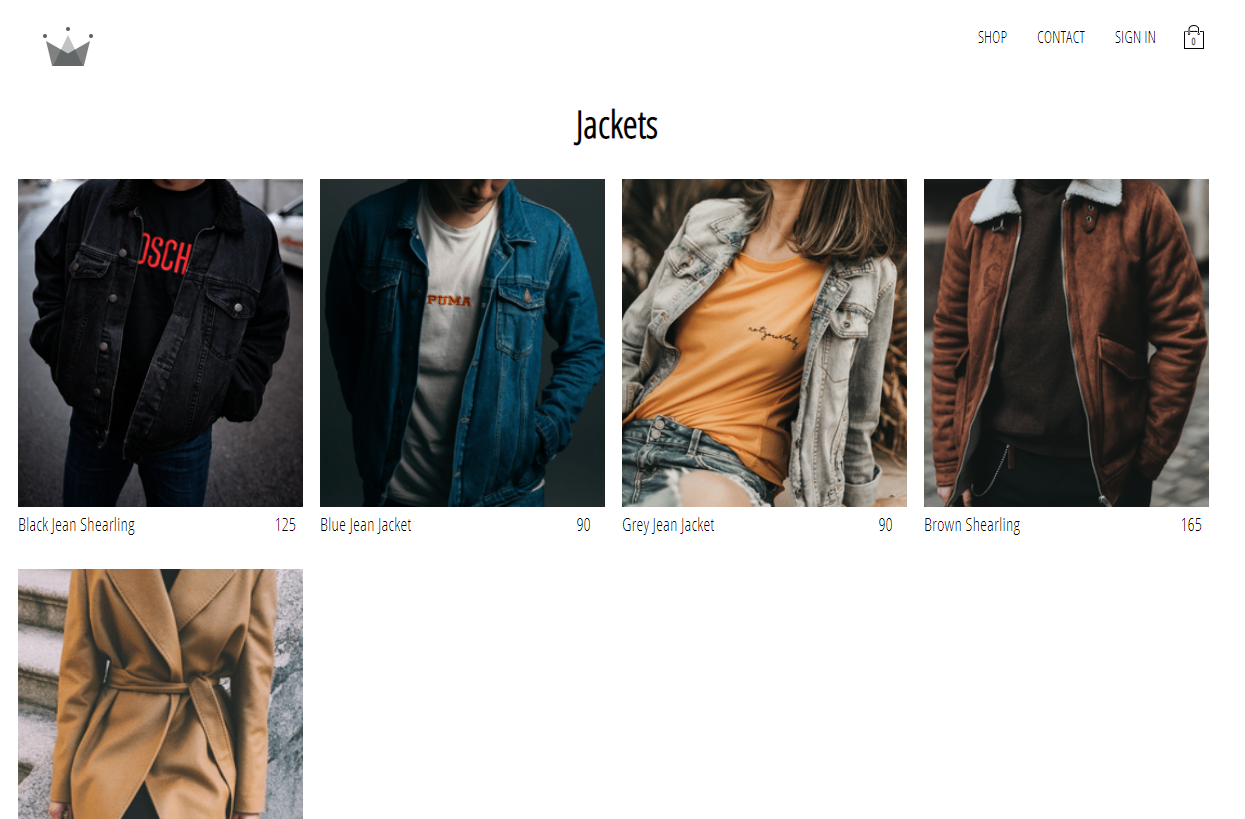 SHOP CONTACT SIGN IN
0
Jackets
OSCH
PUMA
notyourbaby
Black Jean Shearling 125
Blue Jean Jacket 90
Grey Jean Jacket 90
Brown Shearling 165